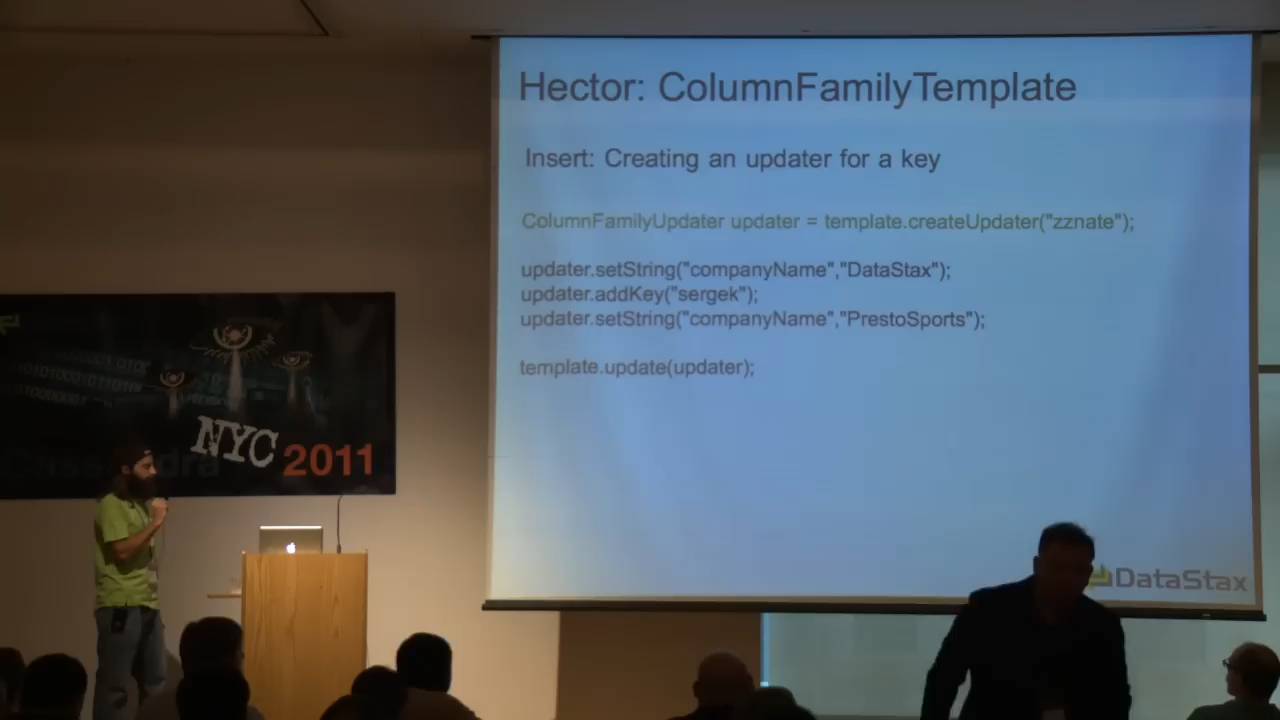 Hector: ColumnFamilyTemplate
Insert: Creating an updater for a key
ColumnFamilyUpdater updater = template.createUpdater("zznate");
updater.setString("companyName","DataStax");
updater.addKey("sergek");
updater.setString("companyName","PrestoSports");
template.update(updater);
DataStax
NYC
2011